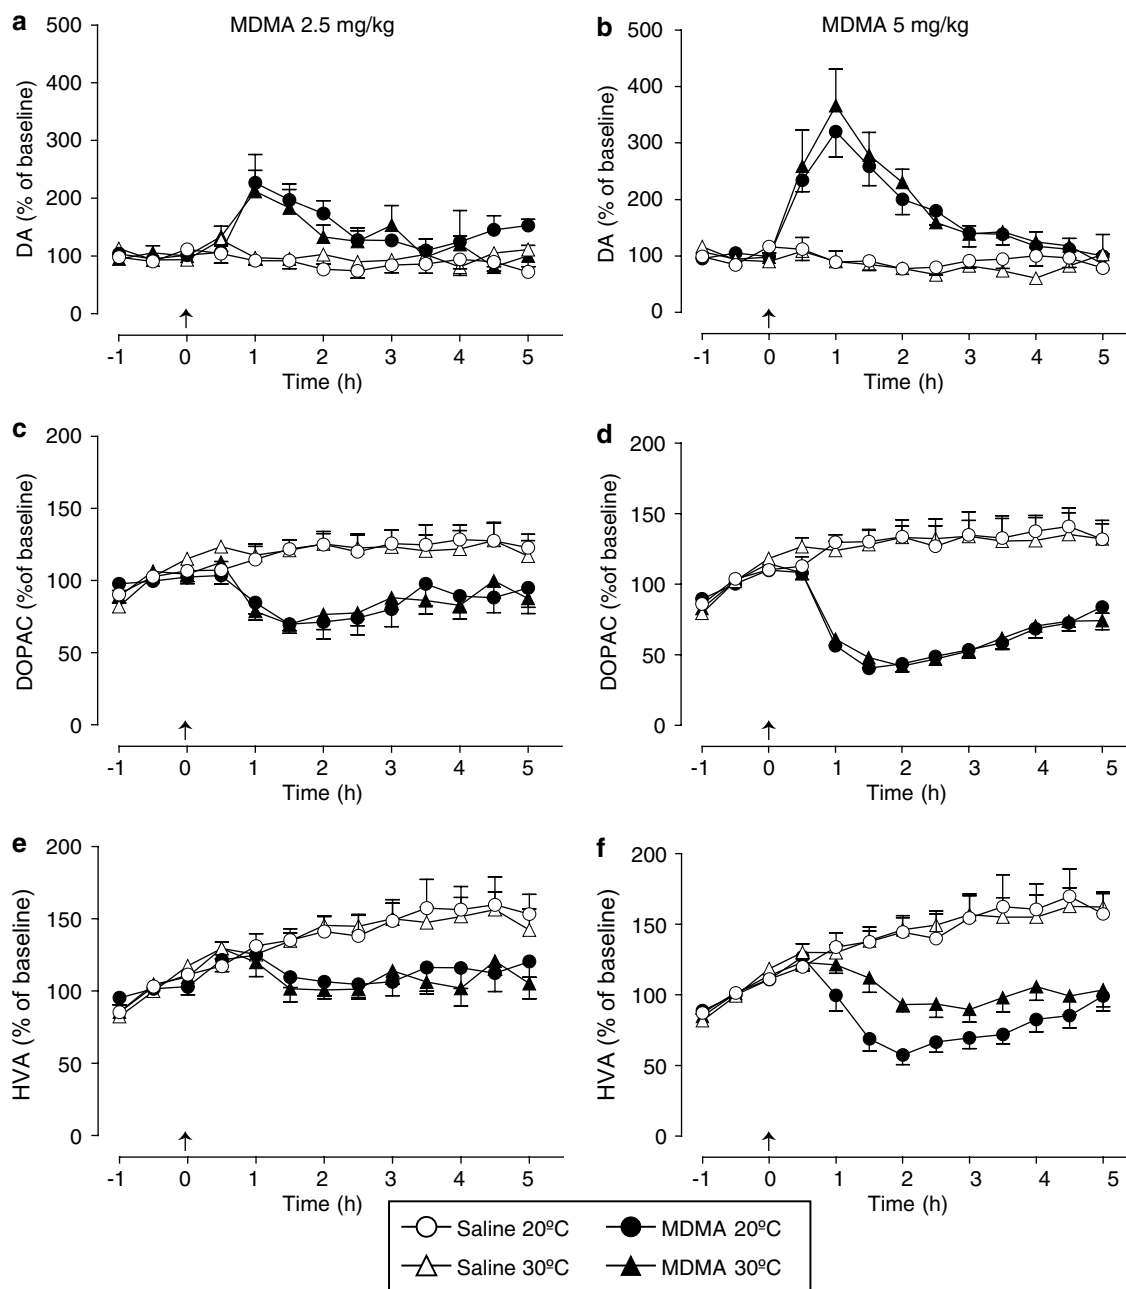 a MDMA 2.5 mg/kg
500
400
300
200
100
0
DA (% of baseline)
-1 0 1 2 3 4 5
Time (h)
b MDMA 5 mg/kg
500
400
300
200
100
0
DA (% of baseline)
-1 0 1 2 3 4 5
Time (h)
c
200
150
100
50
0
DOPAC (%of baseline)
-1 0 1 2 3 4 5
Time (h)
d
200
150
100
50
0
DOPAC (%of baseline)
-1 0 1 2 3 4 5
Time (h)
e
200
150
100
50
0
HVA (% of baseline)
-1 0 1 2 3 4 5
Time (h)
f
200
150
100
50
0
HVA (% of baseline)
-1 0 1 2 3 4 5
Time (h)
Saline 20ºC MDMA 20ºC
Saline 30ºC MDMA 30ºC